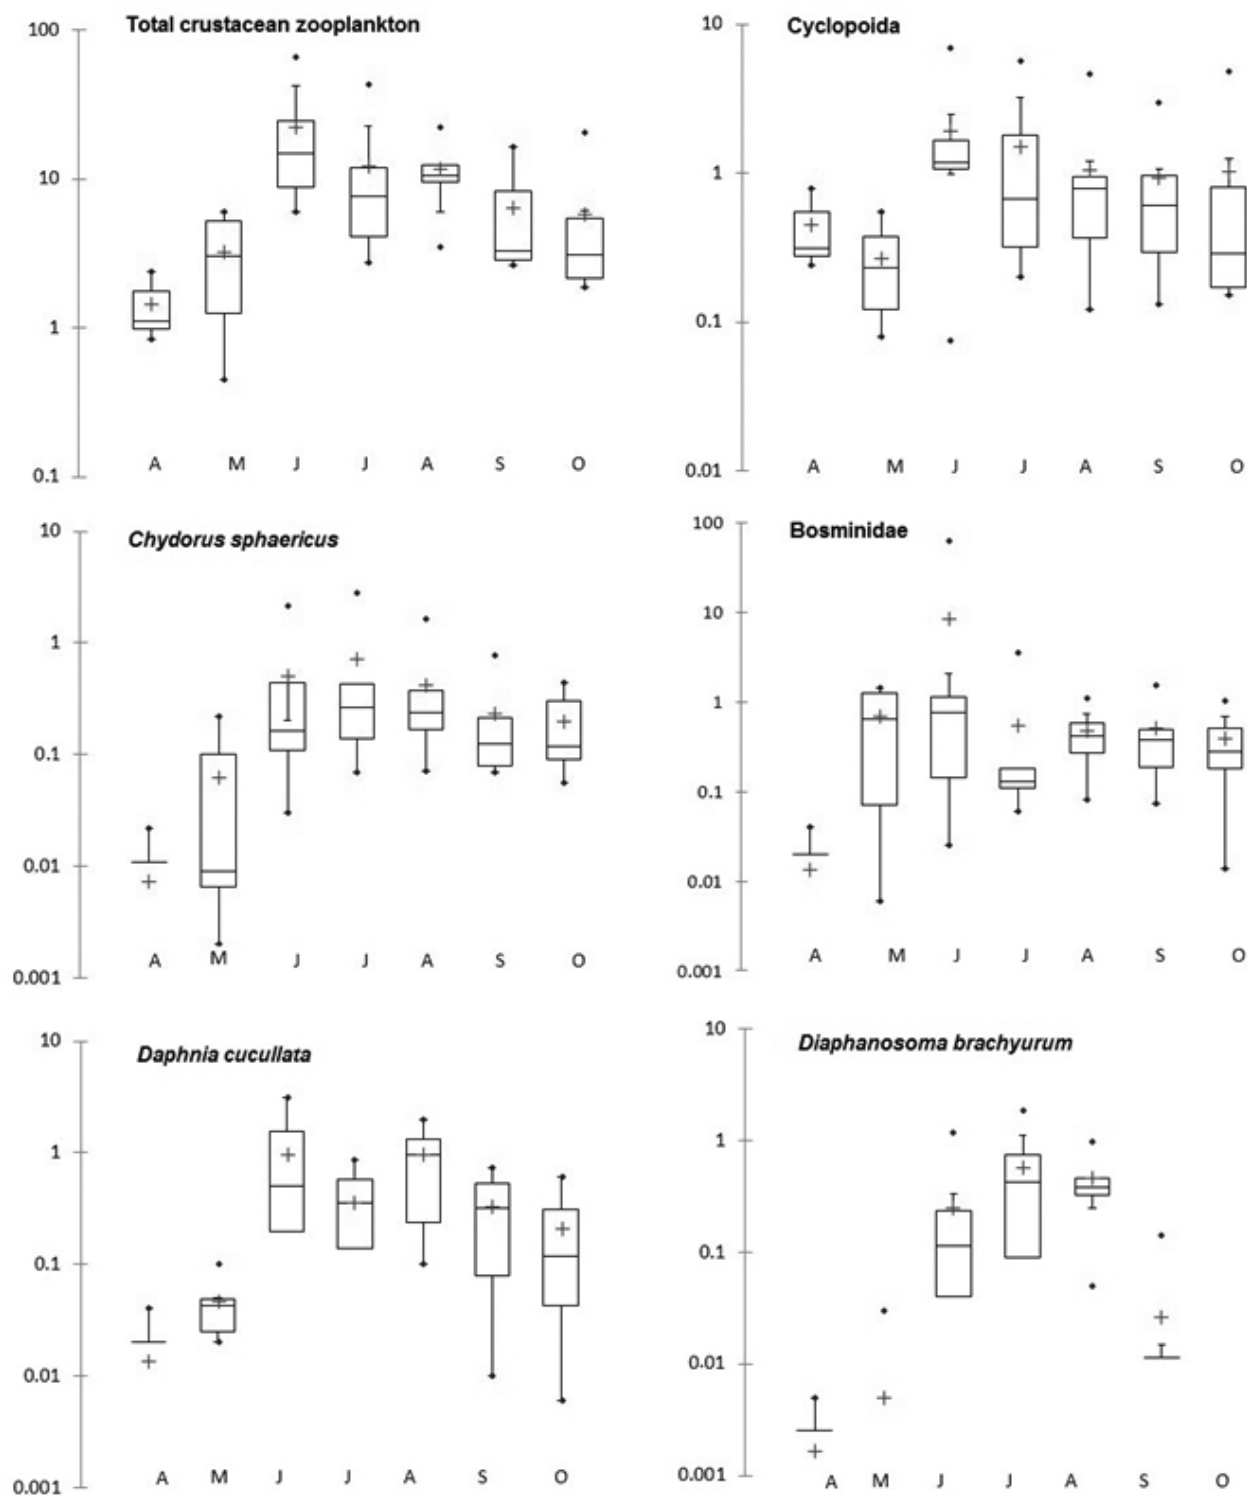 Total crustacean zooplankton
100
10
1
0.1
A M J J A S O
Cyclopoida
10
1
0.1
0.01
A M J J A S O
Chydorus sphaericus
10
1
0.1
0.01
0.001
A M J J A S O
Bosminidae
100
10
1
0.1
0.01
0.001
A M J J A S O
Daphnia cucullata
10
1
0.1
0.01
0.001
A M J J A S O
Diaphanosoma brachyurum
10
1
0.1
0.01
0.001
A M J J A S O